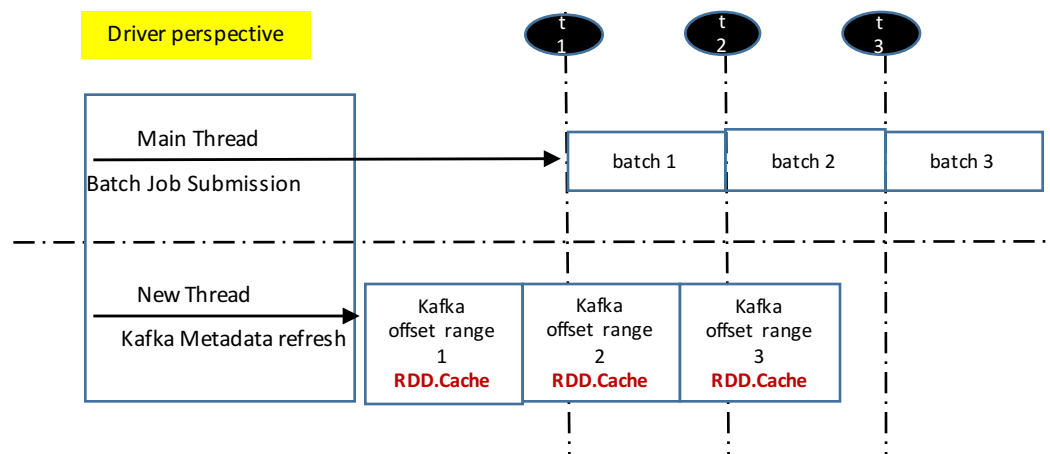 Driver perspective
t
1
t
2
t
3
Main Thread
Batch Job Submission
batch 1
batch 2
batch 3
New Thread
Kafka Metadata refresh
Kafka
offset range
1
RDD.Cache
Kafka
offset range
2
RDD.Cache
Kafka
offset range
3
RDD.Cache